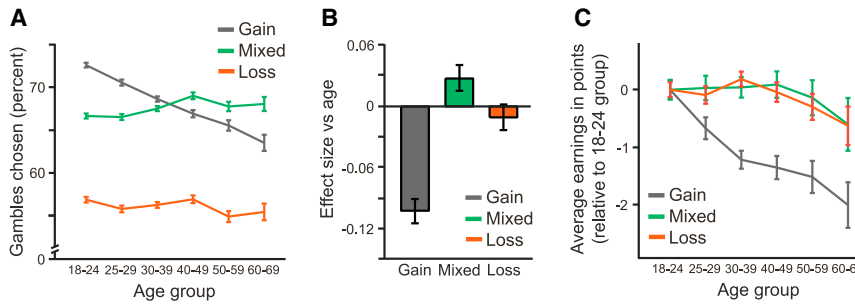 A
Gain
Mixed
Loss
Gambles chosen (percent)
70
60
0
18-24 25-29 30-39 40-49 50-59 60-69
Age group
B
0.06
0
-0.06
-0.12
Effect size vs age
Gain
Mixed
Loss
Gain Mixed Loss
C
Average earnings in points
(relative to 18-24 group)
0
-1
-2
Gain
Mixed
Loss
18-24 25-29 30-39 40-49 50-59 60-6
Age group